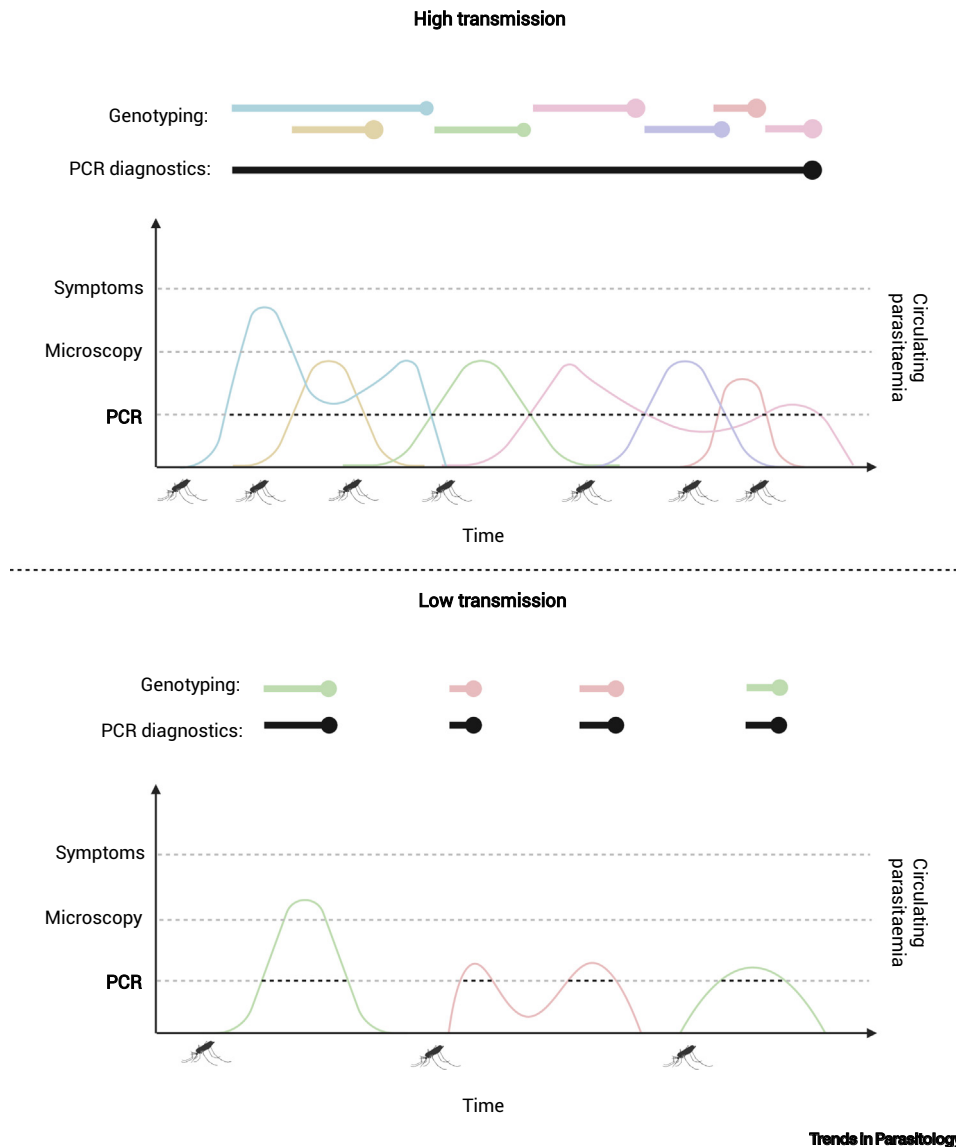 High transmission
Genotyping:
PCR diagnostics:
Symptoms
Microscopy
PCR
Circulating
parasitaemia
Time
Low transmission
Genotyping:
PCR diagnostics:
Symptoms
Microscopy
PCR
Circulating
parasitaemia
Time
Trends in Parasitology